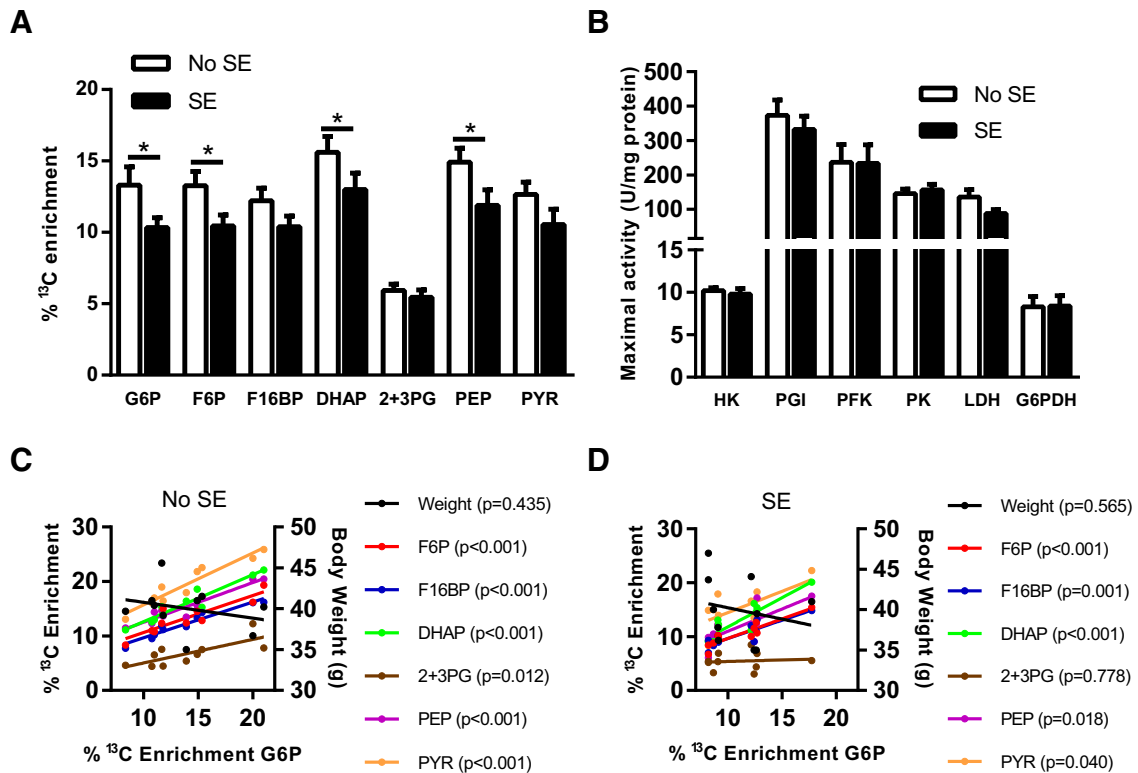 A
No SE
SE
% ¹³C enrichment
20
15
10
5
0
*
*
*
*
G6P F6P F16BP DHAP 2+3PG PEP PYR
B
No SE
SE
Maximal activity (U/mg protein)
500
400
300
200
100
15
10
5
0
HK PGI PFK PK LDH G6PDH
C
No SE
% ¹³C Enrichment
30
20
10
0
Body Weight (g)
50
45
40
35
30
10 15 20
% ¹³C Enrichment G6P
Weight (p=0.435)
F6P (p<0.001)
F16BP (p<0.001)
DHAP (p<0.001)
2+3PG (p=0.012)
PEP (p<0.001)
PYR (p<0.001)
D
SE
% ¹³C Enrichment
30
20
10
0
Body Weight (g)
50
45
40
35
30
10 15 20
% ¹³C Enrichment G6P
Weight (p=0.565)
F6P (p<0.001)
F16BP (p=0.001)
DHAP (p<0.001)
2+3PG (p=0.778)
PEP (p=0.018)
PYR (p=0.040)